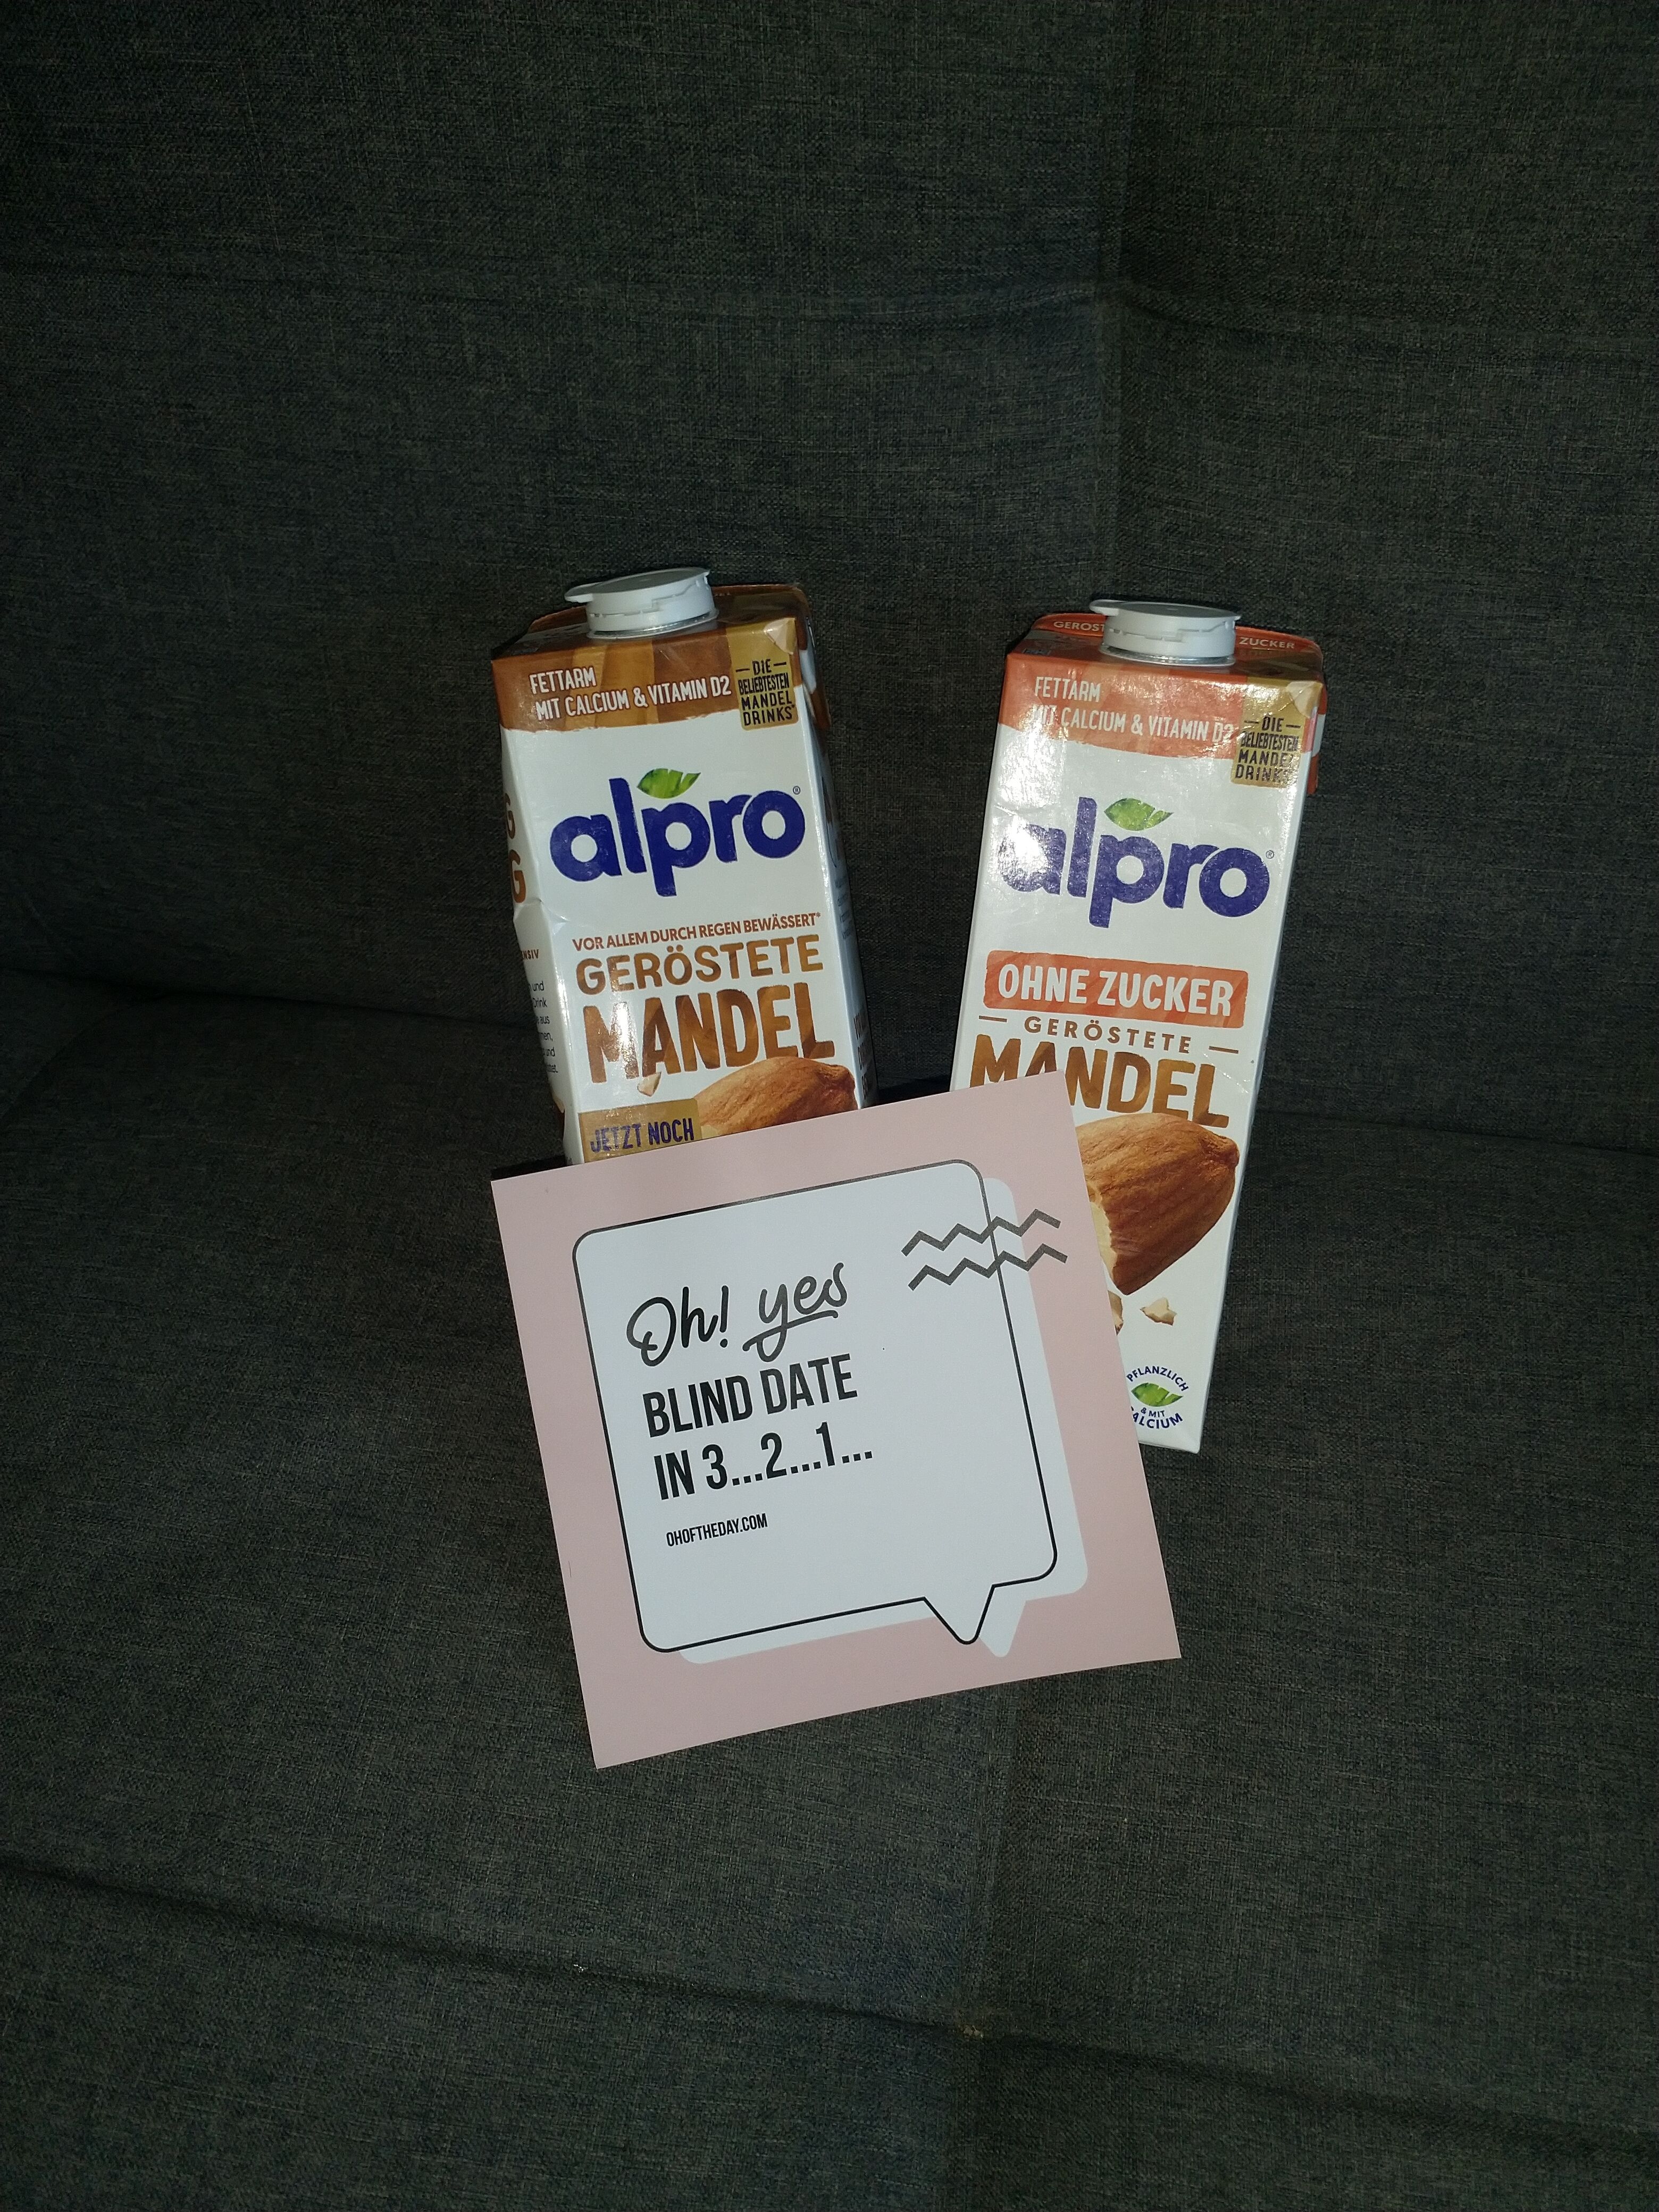 FETTARM
MIT CALCIUM & VITAMIN D2
DIE
BELIEBTESTEN
MANDEL
DRINKS
alpro®
VOR ALLEM DURCH REGEN BEWÄSSERT*
GERÖSTETE
MANDEL
JETZT NOCH
ZUCKER
FETTARM
MIT CALCIUM & VITAMIN D2
DIE
BELIEBTESTEN
MANDEL
DRINKS
alpro®
OHNE ZUCKER
GERÖSTETE
MANDEL
PFLANZLICH
& MIT
CALCIUM
Oh! yes
BLIND DATE
IN 3...2...1...
OHOFTHEDAY.COM